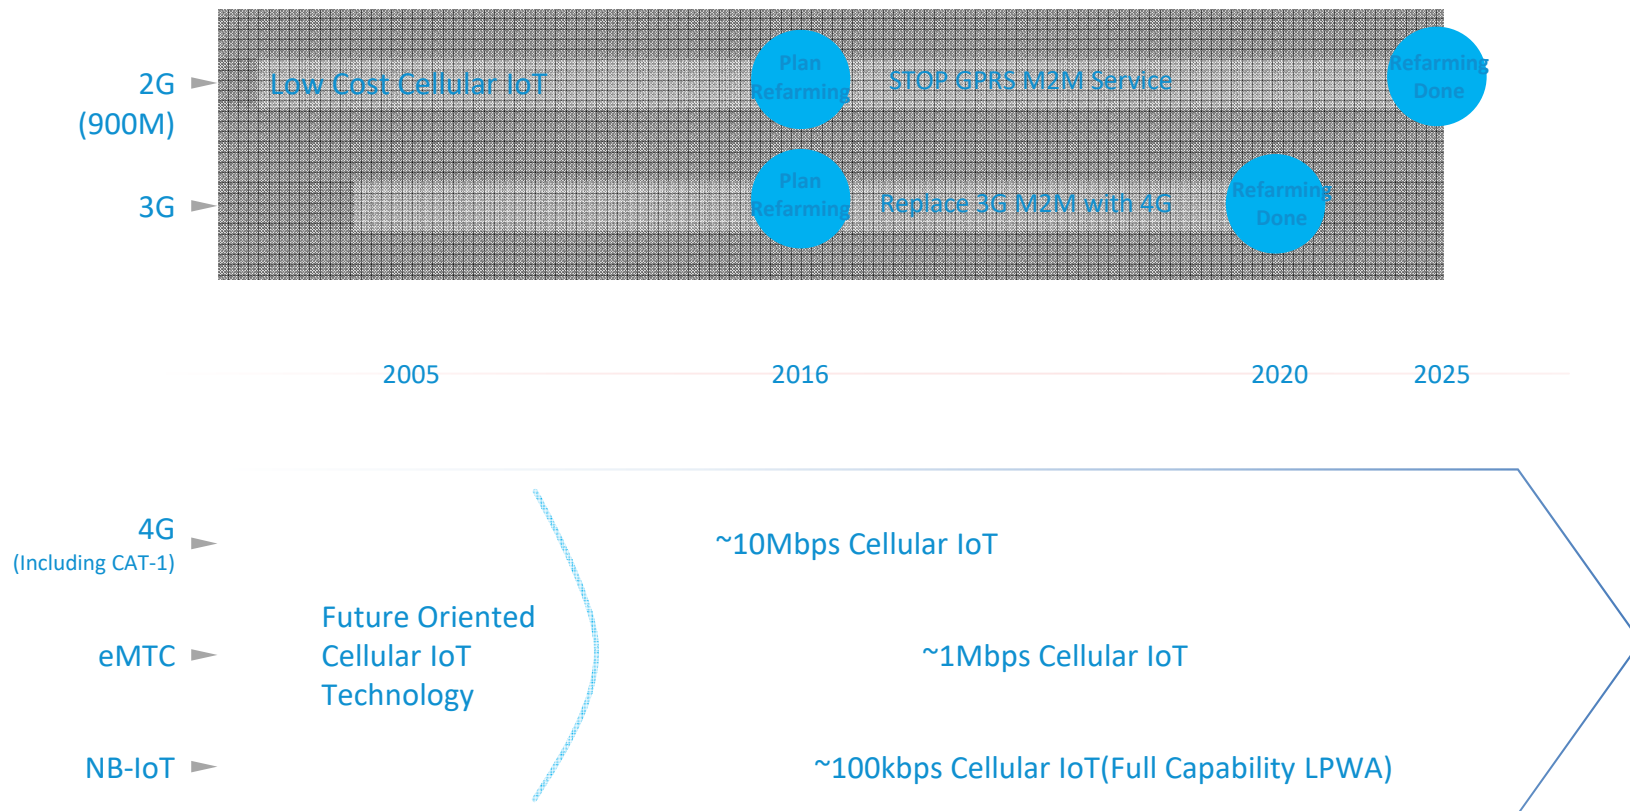 2G
(900M)
Low Cost Cellular IoT
Plan
Refarming
STOP GPRS M2M Service
Refarming
Done
3G
Plan
Refarming
Replace 3G M2M with 4G
Refarming
Done
2005
2016
2020
2025
4G
(Including CAT-1)
~10Mbps Cellular IoT
Future Oriented
Cellular IoT
Technology
eMTC
~1Mbps Cellular IoT
NB-IoT
~100kbps Cellular IoT(Full Capability LPWA)